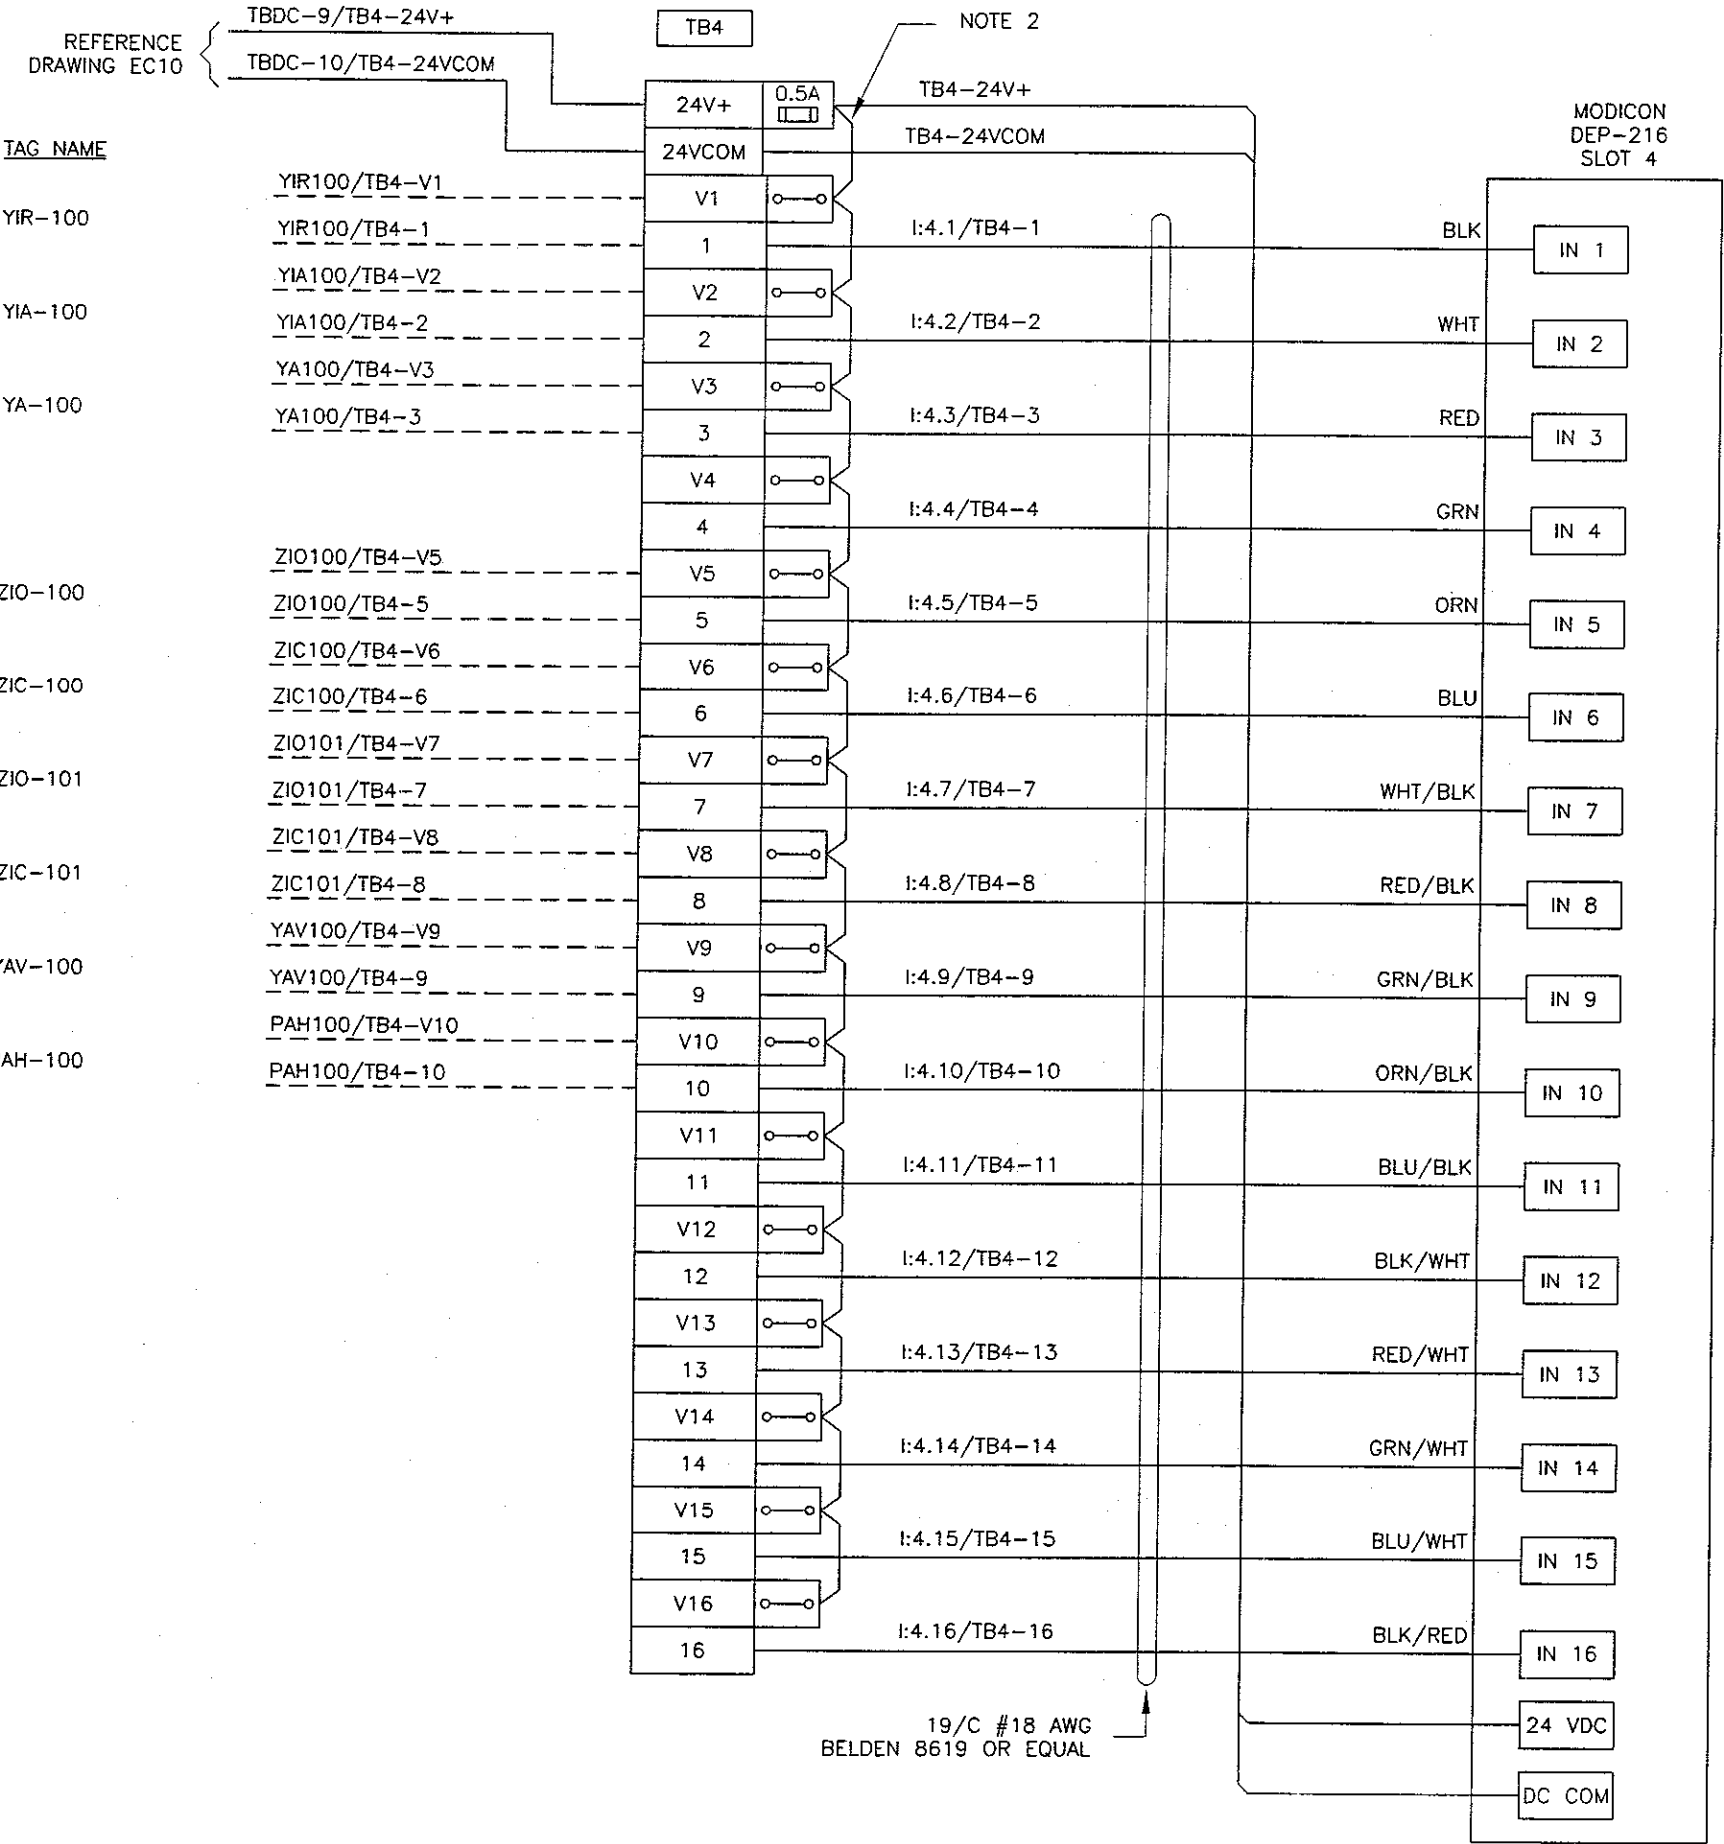 TBDC-9/TB4-24V+
REFERENCE
DRAWING EC10
TBDC-10/TB4-24VCOM
TB4
NOTE 2
24V+
0.5A
TB4-24V+
24VCOM
TB4-24VCOM
MODICON
DEP-216
SLOT 4
TAG NAME
YIR-100
YIR100/TB4-V1
V1
YIR100/TB4-1
1
I:4.1/TB4-1
BLK
IN 1
YIA-100
YIA100/TB4-V2
V2
YIA100/TB4-2
2
I:4.2/TB4-2
WHT
IN 2
YA-100
YA100/TB4-V3
V3
YA100/TB4-3
3
I:4.3/TB4-3
RED
IN 3
V4
4
I:4.4/TB4-4
GRN
IN 4
ZIO-100
ZIO100/TB4-V5
V5
ZIO100/TB4-5
5
I:4.5/TB4-5
ORN
IN 5
ZIC-100
ZIC100/TB4-V6
V6
ZIC100/TB4-6
6
I:4.6/TB4-6
BLU
IN 6
ZIO-101
ZIO101/TB4-V7
V7
ZIO101/TB4-7
7
I:4.7/TB4-7
WHT/BLK
IN 7
ZIC-101
ZIC101/TB4-V8
V8
ZIC101/TB4-8
8
I:4.8/TB4-8
RED/BLK
IN 8
YAV-100
YAV100/TB4-V9
V9
YAV100/TB4-9
9
I:4.9/TB4-9
GRN/BLK
IN 9
AH-100
PAH100/TB4-V10
V10
PAH100/TB4-10
10
I:4.10/TB4-10
ORN/BLK
IN 10
V11
11
I:4.11/TB4-11
BLU/BLK
IN 11
V12
12
I:4.12/TB4-12
BLK/WHT
IN 12
V13
13
I:4.13/TB4-13
RED/WHT
IN 13
V14
14
I:4.14/TB4-14
GRN/WHT
IN 14
V15
15
I:4.15/TB4-15
BLU/WHT
IN 15
V16
16
I:4.16/TB4-16
BLK/RED
IN 16
19/C #18 AWG
BELDEN 8619 OR EQUAL
24 VDC
DC COM